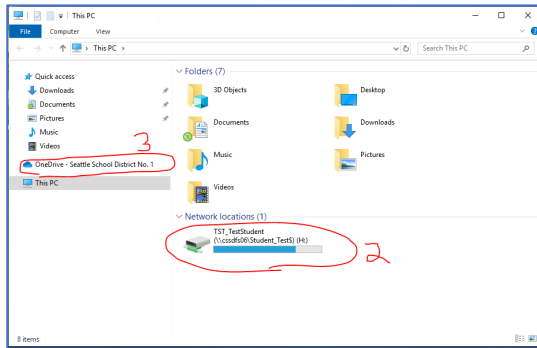 This PC
File Computer View
This PC
Search This PC
Quick access
Downloads
Documents
Pictures
Music
Videos
3
OneDrive - Seattle School District No. 1
This PC
Folders (7)
3D Objects
Desktop
Documents
Downloads
Music
Pictures
Videos
Network locations (1)
TST_TestStudent
(\\cssdfs06\Student_Test$) (H:)
2
8 items